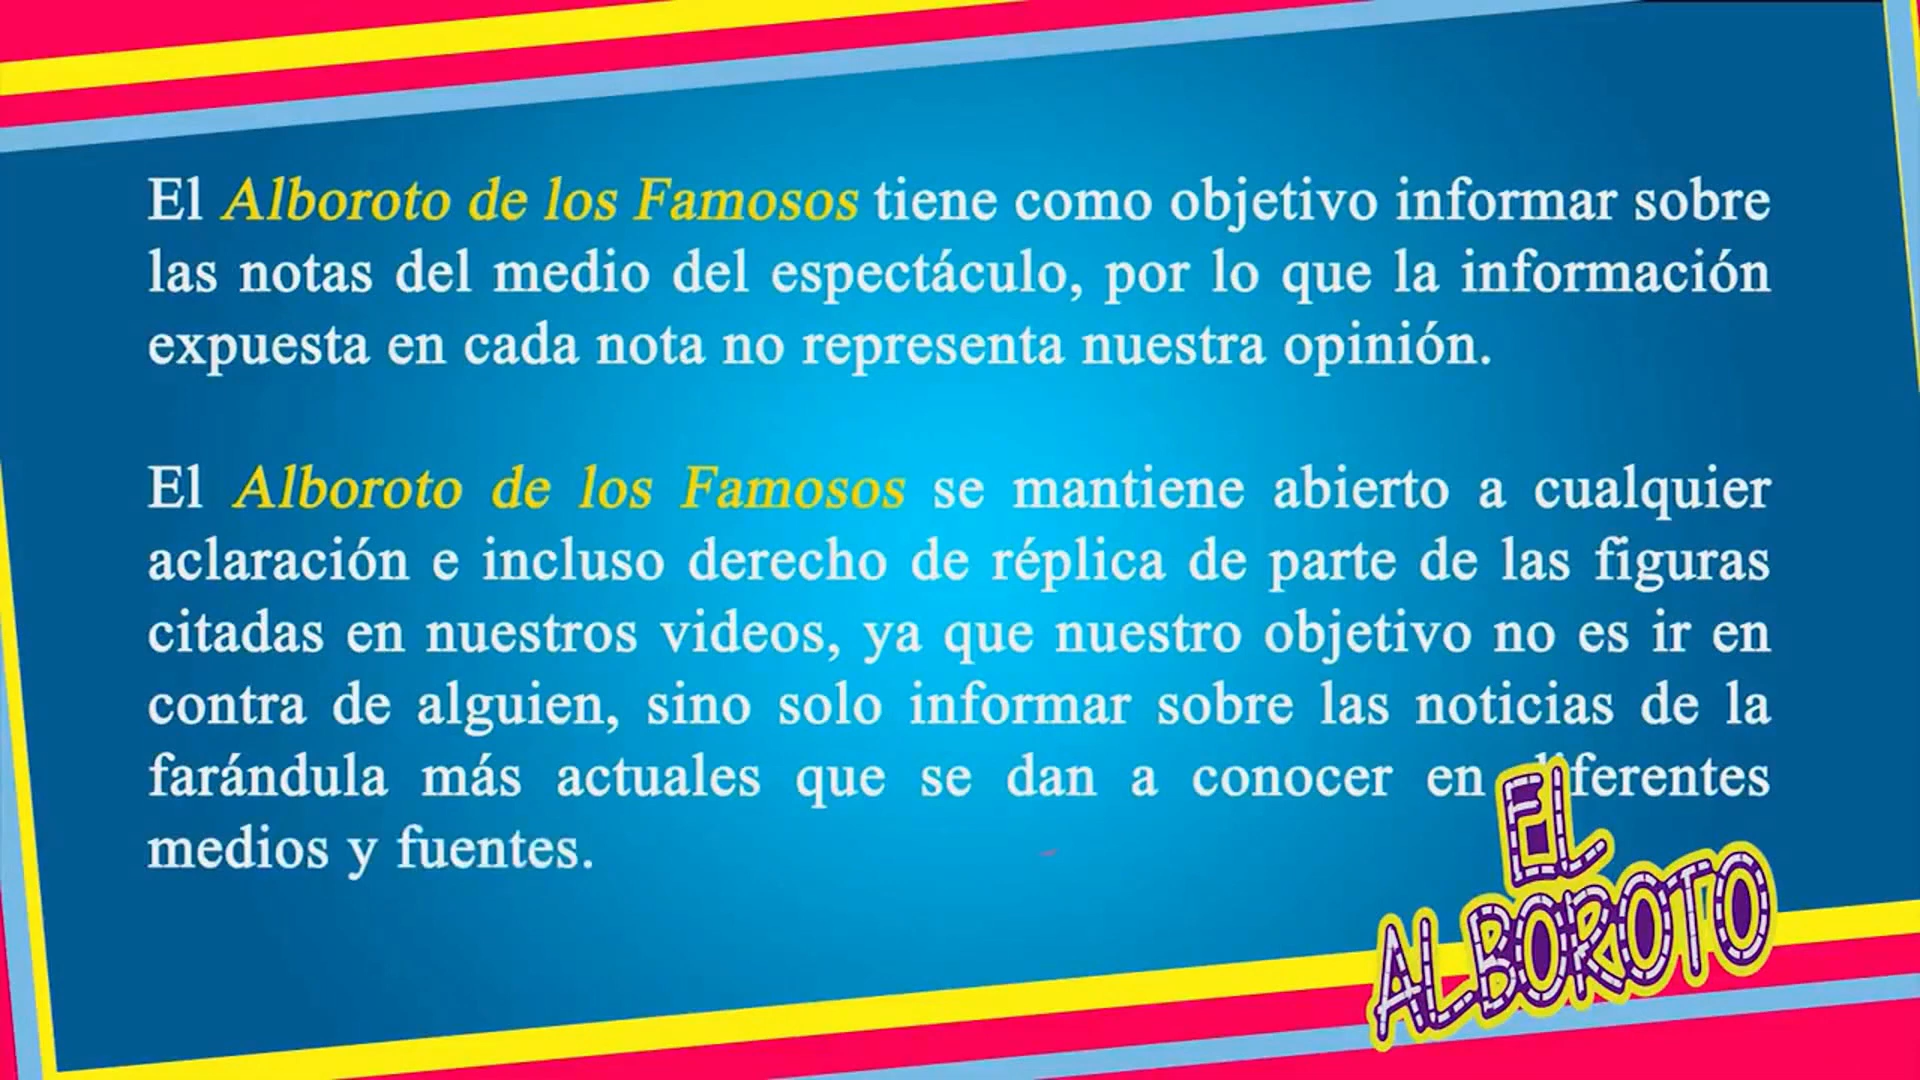 El Alboroto de los Famosos tiene como objetivo informar sobre
las notas del medio del espectáculo, por lo que la información
expuesta en cada nota no representa nuestra opinión.
El Alboroto de los Famosos se mantiene abierto a cualquier
aclaración e incluso derecho de réplica de parte de las figuras
citadas en nuestros videos, ya que nuestro objetivo no es ir en
contra de alguien, sino solo informar sobre las noticias de la
farándula más actuales que se dan a conocer en diferentes
medios y fuentes.
EL
ALBOROTO